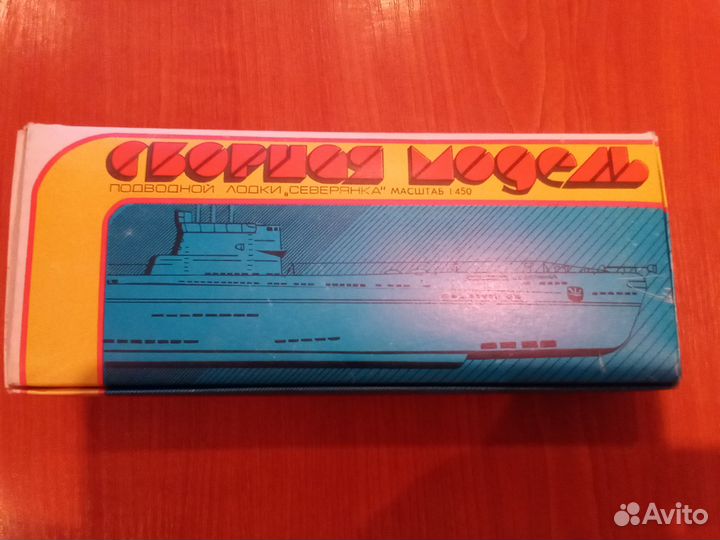 СБОРНАЯ МОДЕЛЬ
ПОДВОДНОЙ ЛОДКИ „СЕВЕРЯНКА" МАСШТАБ 1:450
Avito